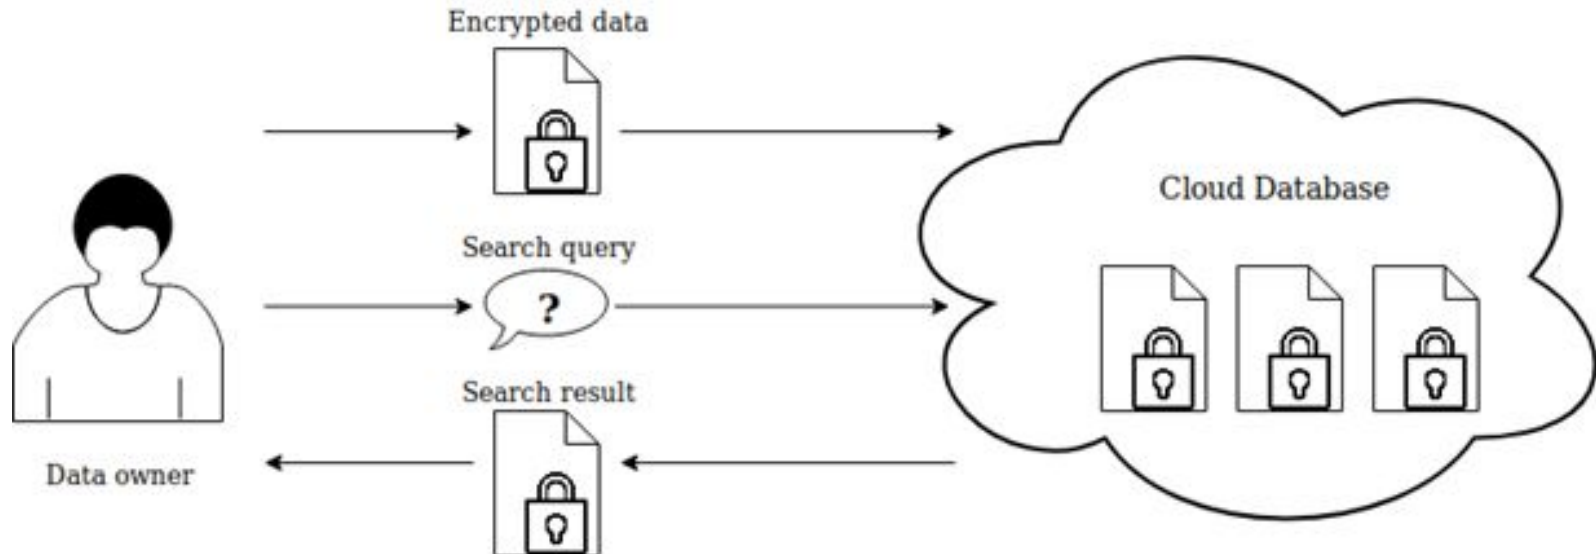 Encrypted data
Cloud Database
Search query
?
Search result
Data owner